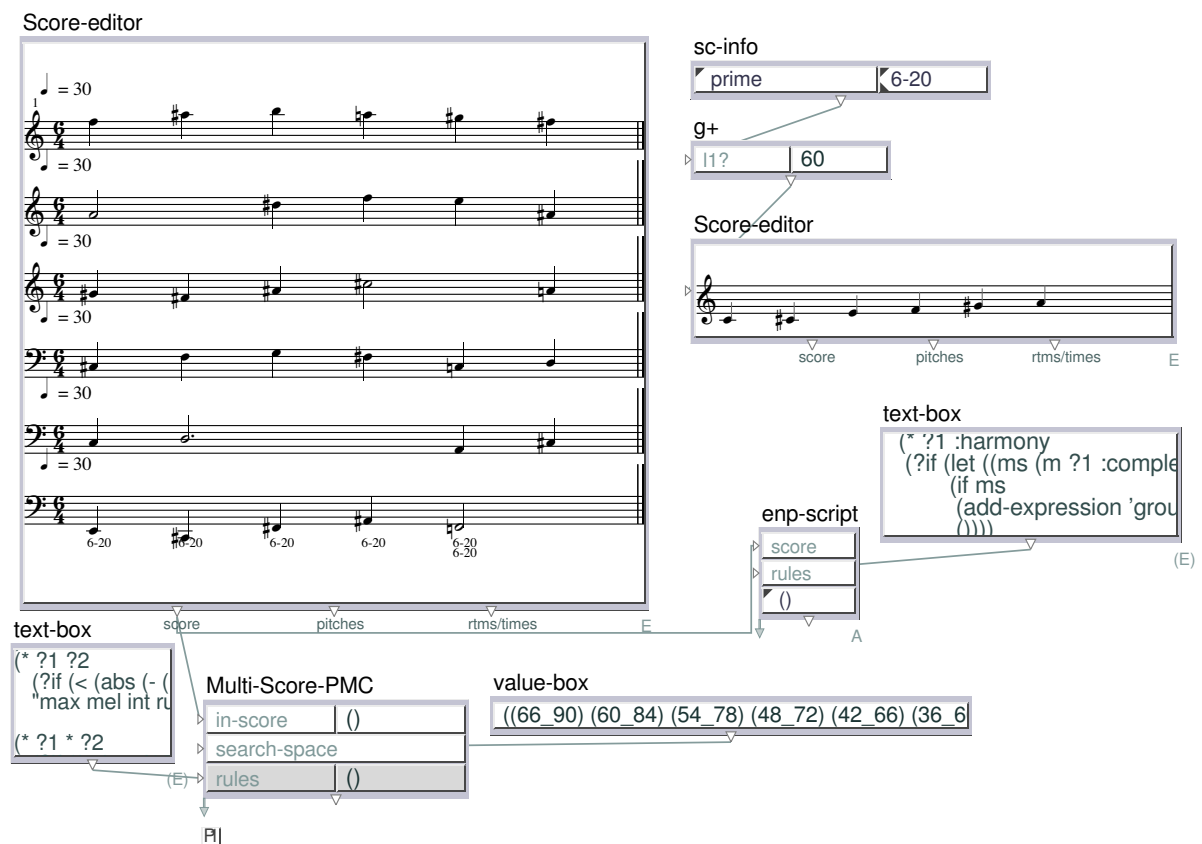 Score-editor
= 30
1
6
4
= 30
6
4
= 30
6
4
= 30
6
4
= 30
6
4
= 30
6
4
6-20 6-20 6-20 6-20 6-20
6-20
score pitches rtms/times E
sc-info
prime 6-20
g+
l1? 60
Score-editor
score pitches rtms/times E
text-box
(* ?1 :harmony
(?if (let ((ms (m ?1 :comple
(if ms
(add-expression 'grou
()))))
(E)
enp-script
score
rules
()
A
text-box
(* ?1 ?2
(?if (< (abs (- (
"max mel int ru
(* ?1 * ?2
(E)
Multi-Score-PMC
in-score ()
search-space
rules ()
value-box
((66_90) (60_84) (54_78) (48_72) (42_66) (36_6